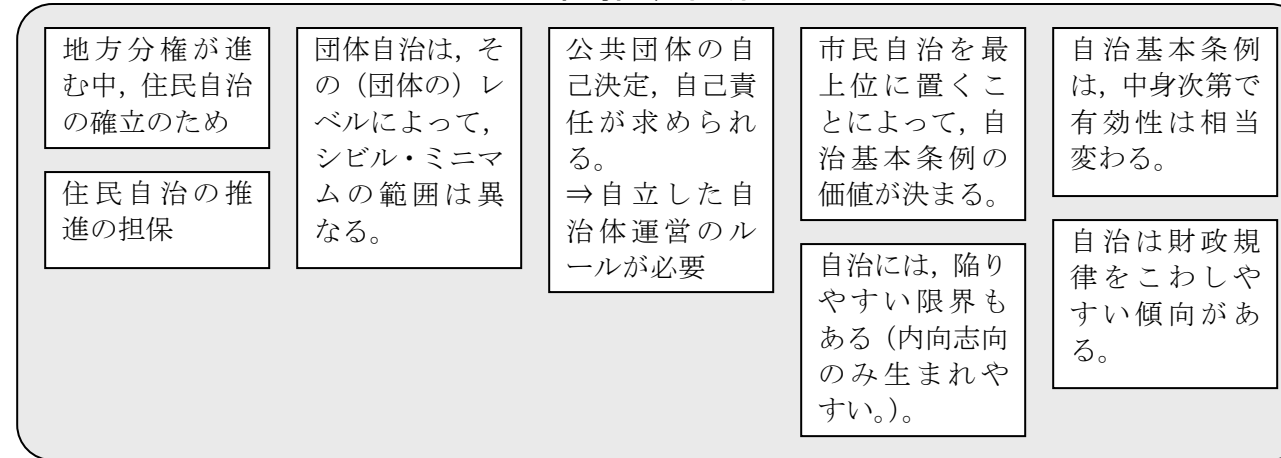 地方分権が進
む中，住民自治
の確立のため
住民自治の推
進の担保
団体自治は，そ
の（団体の）レ
ベルによって，
シビル・ミニマ
ムの範囲は異
なる。
公共団体の自
己決定，自己責
任が求められ
る。
⇒自立した自
治体運営のル
ールが必要
市民自治を最
上位に置くこ
とによって，自
治基本条例の
価値が決まる。
自治には，陥り
やすい限界も
ある（内向志向
のみ生まれや
すい。）。
自治基本条例
は，中身次第で
有効性は相当
変わる。
自治は財政規
律をこわしや
すい傾向があ
る。